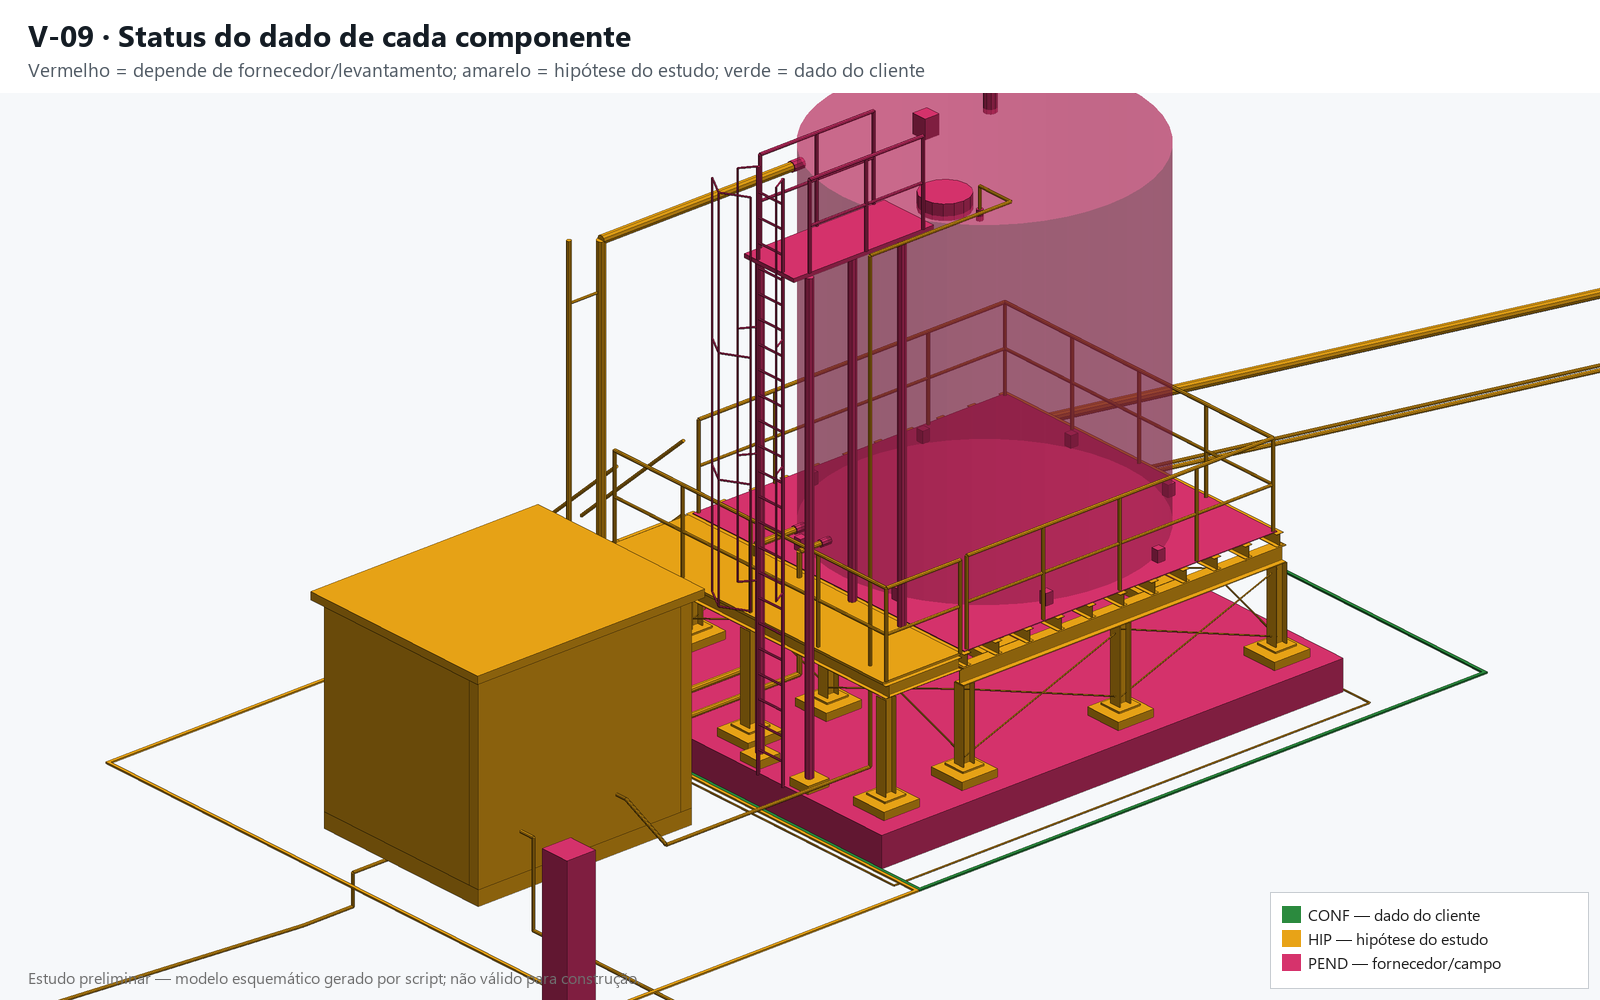 V-09 · Status do dado de cada componente
Vermelho = depende de fornecedor/levantamento; amarelo = hipótese do estudo; verde = dado do cliente
CONF — dado do cliente
HIP — hipótese do estudo
PEND — fornecedor/campo
Estudo preliminar — modelo esquemático gerado por script; não válido para construção.